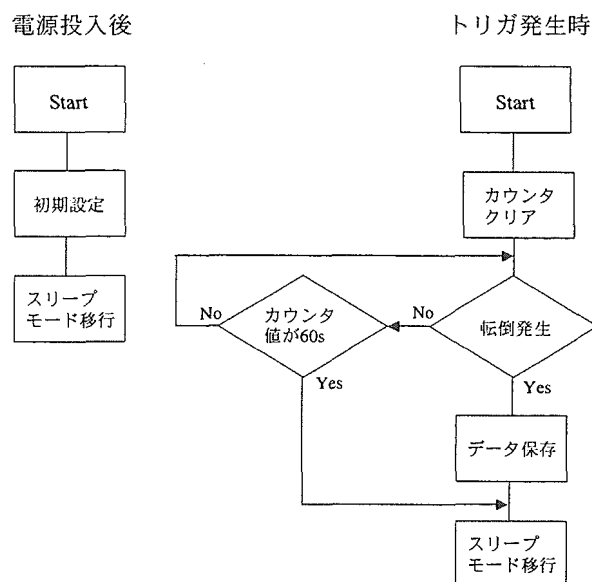 電源投入後
Start
初期設定
スリープ
モード移行
トリガ発生時
Start
カウンタ
クリア
転倒発生
No
Yes
カウンタ
値が60s
No
Yes
データ保存
スリープ
モード移行